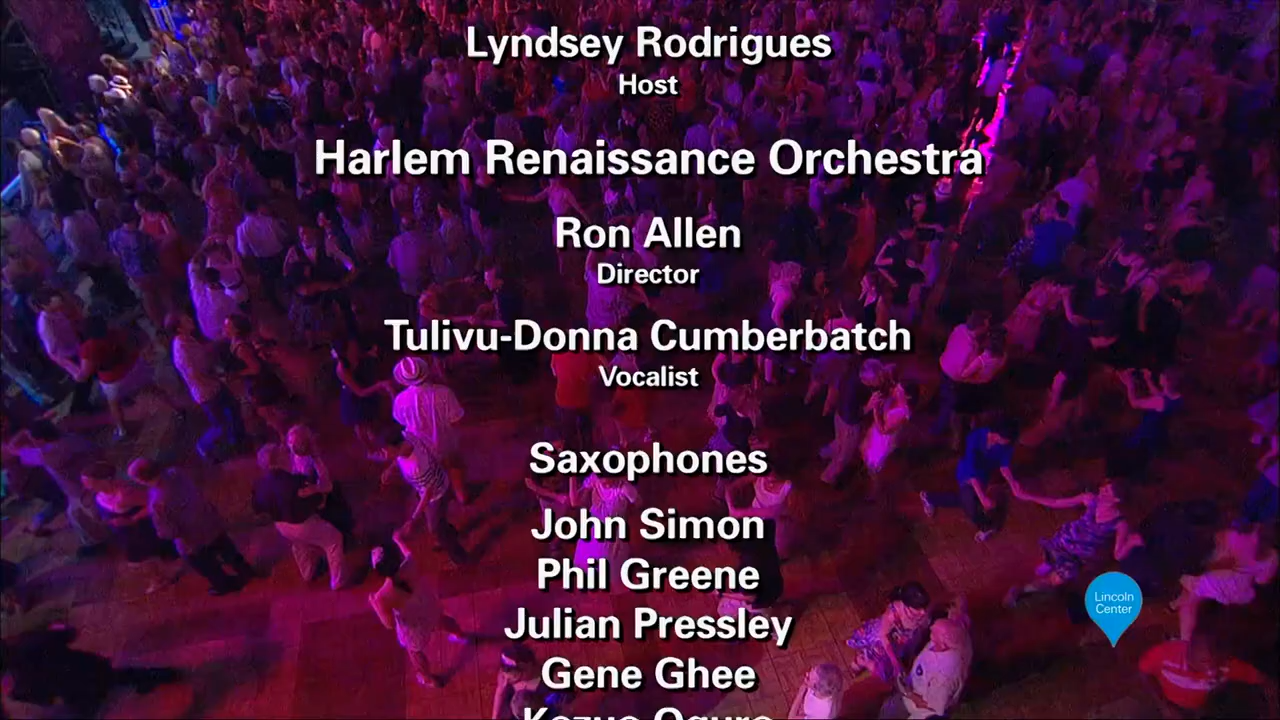 Lyndsey Rodrigues
Host
Harlem Renaissance Orchestra
Ron Allen
Director
Tulivu-Donna Cumberbatch
Vocalist
Saxophones
John Simon
Phil Greene
Julian Pressley
Gene Ghee
Lincoln
Center